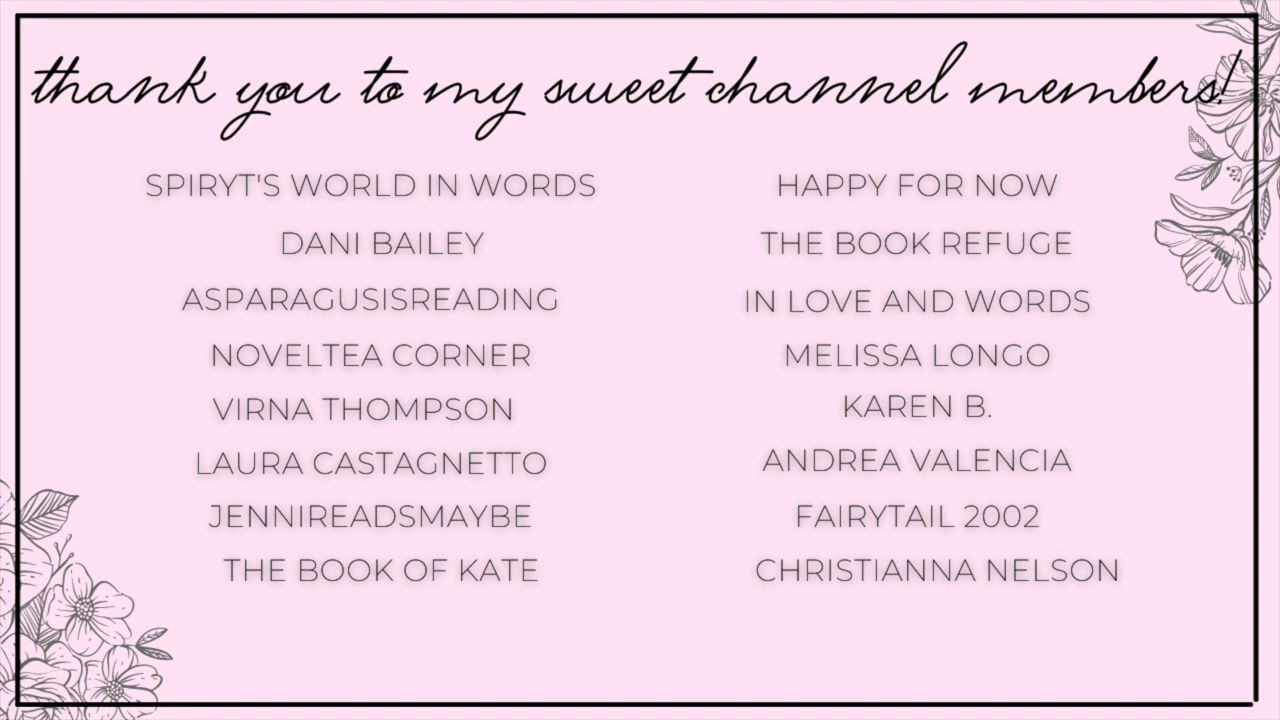 thank you to my sweet channel members!
SPIRYT'S WORLD IN WORDS
DANI BAILEY
ASPARAGUSISREADING
NOVELTEA CORNER
VIRNA THOMPSON
LAURA CASTAGNETTO
JENNIREADSMAYBE
THE BOOK OF KATE
HAPPY FOR NOW
THE BOOK REFUGE
IN LOVE AND WORDS
MELISSA LONGO
KAREN B.
ANDREA VALENCIA
FAIRYTAIL 2002
CHRISTIANNA NELSON